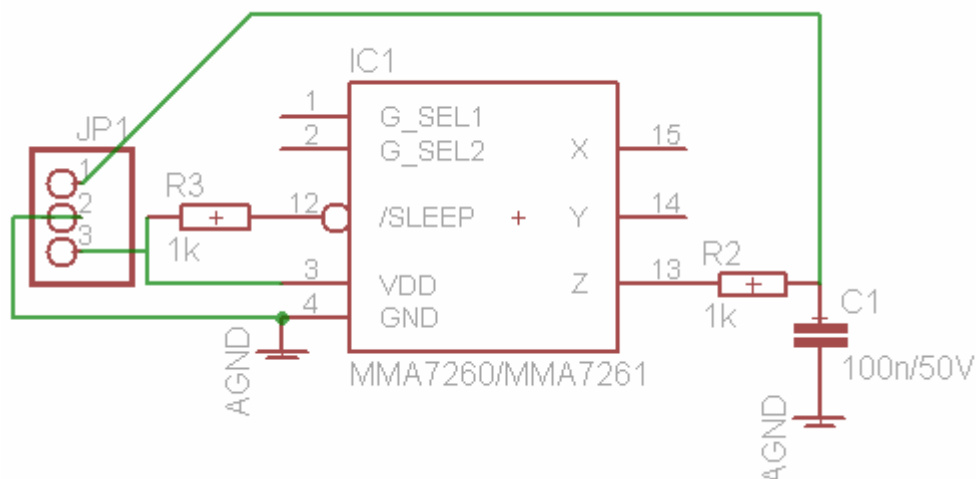 IC1
1
G_SEL1
2
G_SEL2
X
15
JP1
1
2
3
R3
1k
12
/SLEEP
Y
14
3
VDD
Z
13
R2
1k
4
GND
C1
100n/50V
AGND
MMA7260/MMA7261
AGND